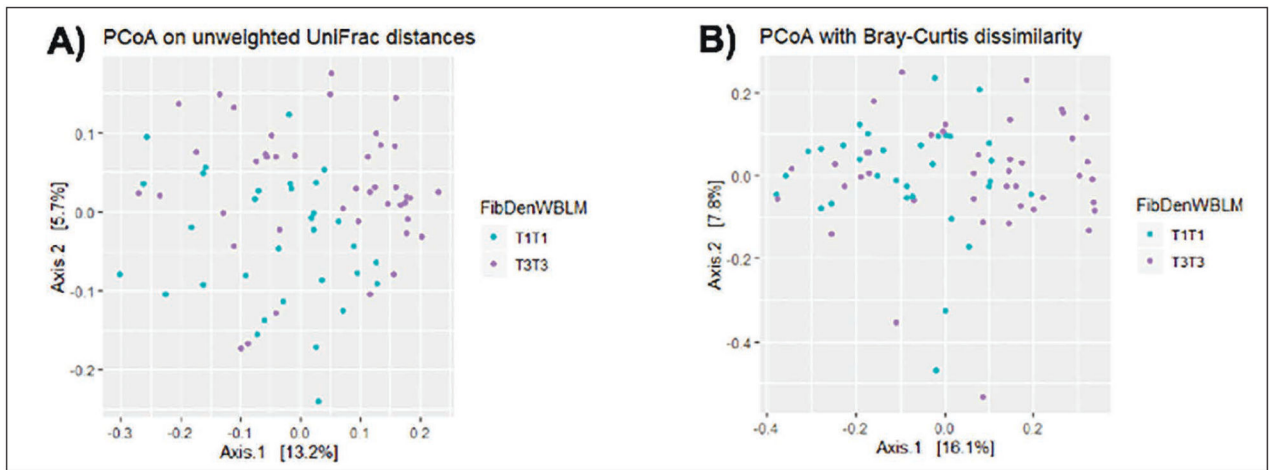 A) PCoA on unweighted UniFrac distances
0.1
0.0
-0.1
-0.2
Axis.2 [5.7%]
-0.3 -0.2 -0.1 0.0 0.1 0.2
Axis.1 [13.2%]
FibDenWBLM
T1T1
T3T3
B) PCoA with Bray-Curtis dissimilarity
0.2
0.0
-0.2
-0.4
Axis.2 [7.8%]
-0.4 -0.2 0.0 0.2
Axis.1 [16.1%]
FibDenWBLM
T1T1
T3T3